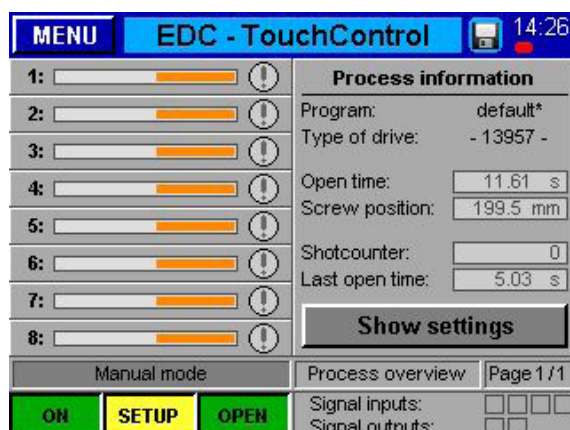 MENU EDC - TouchControl 14:26
1:
2:
3:
4:
5:
6:
7:
8:
Process information
Program: default*
Type of drive: - 13957 -
Open time: 11.61 s
Screw position: 199.5 mm
Shotcounter: 0
Last open time: 5.03 s
Show settings
Manual mode Process overview Page 1/1
ON SETUP OPEN
Signal inputs:
Signal outputs: